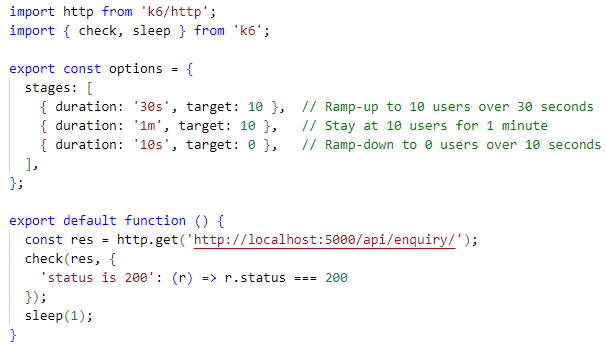 import http from 'k6/http';
import { check, sleep } from 'k6';

export const options = {
  stages: [
    { duration: '30s', target: 10 },  // Ramp-up to 10 users over 30 seconds
    { duration: '1m', target: 10 },   // Stay at 10 users for 1 minute
    { duration: '10s', target: 0 },   // Ramp-down to 0 users over 10 seconds
  ],
};

export default function () {
  const res = http.get('http://localhost:5000/api/enquiry/');
  check(res, {
    'status is 200': (r) => r.status === 200
  });
  sleep(1);
}